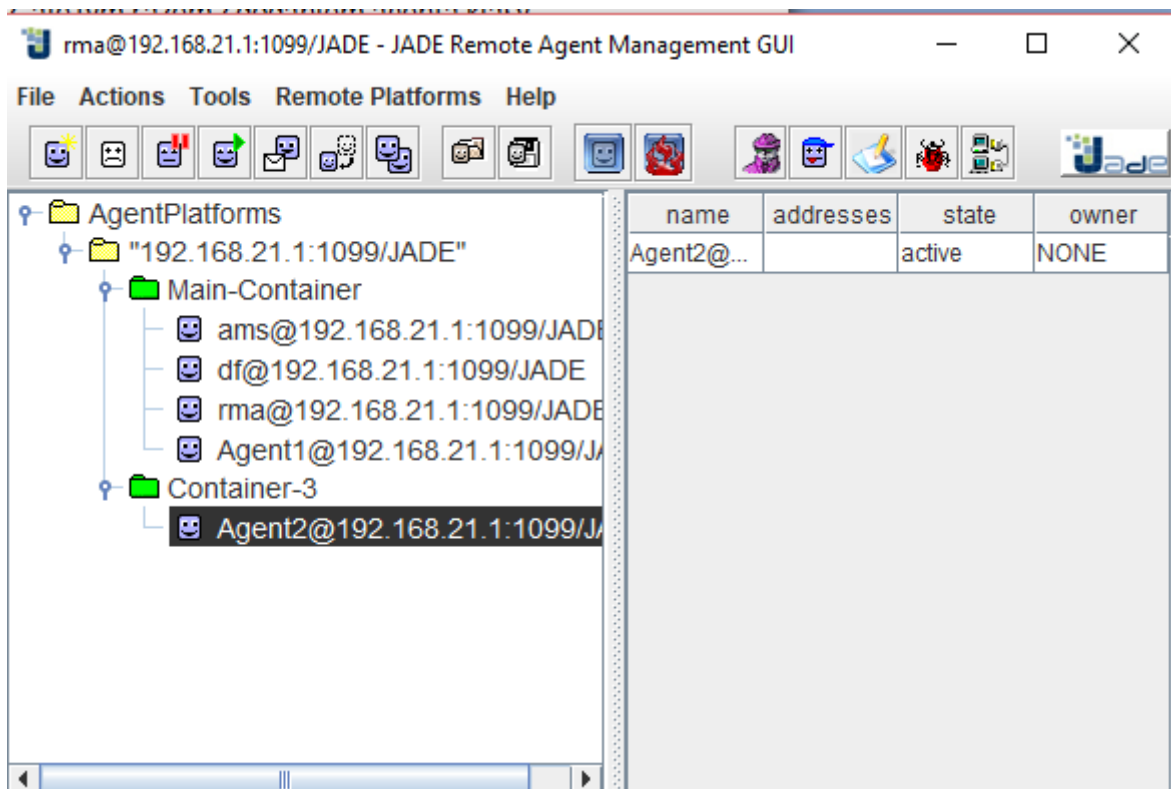 rma@192.168.21.1:1099/JADE - JADE Remote Agent Management GUI
File Actions Tools Remote Platforms Help
Jade
AgentPlatforms
"192.168.21.1:1099/JADE"
Main-Container
ams@192.168.21.1:1099/JADE
df@192.168.21.1:1099/JADE
rma@192.168.21.1:1099/JADE
Agent1@192.168.21.1:1099/JA
Container-3
Agent2@192.168.21.1:1099/JA
name addresses state owner
Agent2@... active NONE